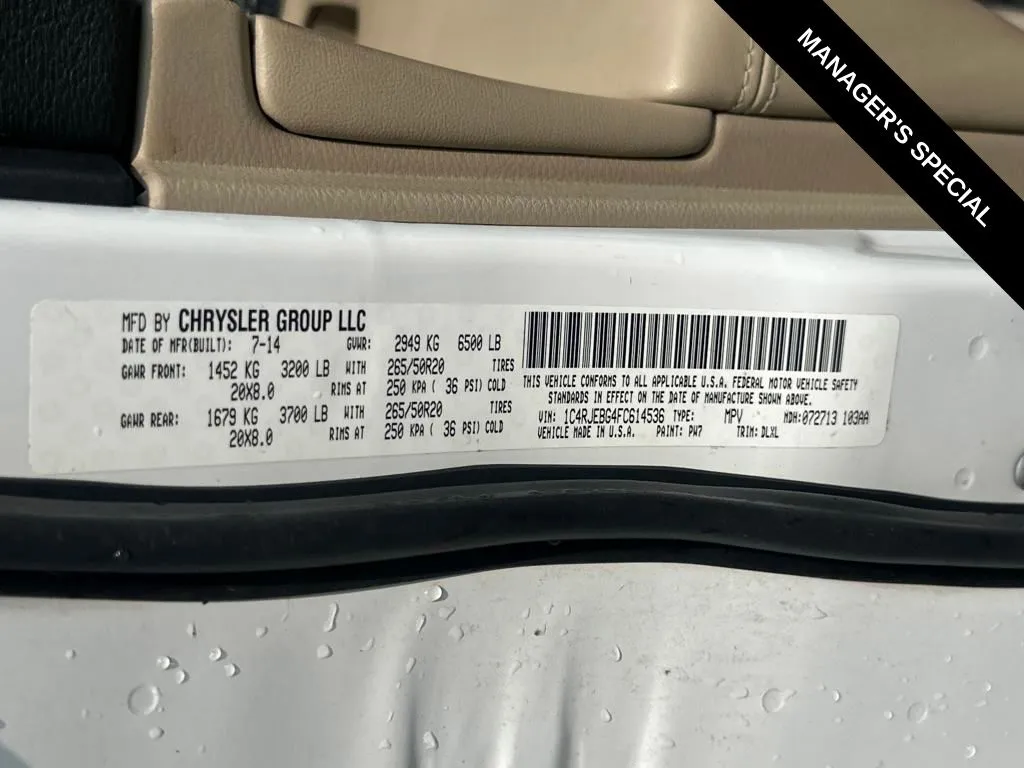 MANAGER'S SPECIAL
MFD BY CHRYSLER GROUP LLC
DATE OF MFR(BUILT): 7-14 GVWR: 2949 KG 6500 LB
GAWR FRONT: 1452 KG 3200 LB WITH 265/50R20 TIRES
20X8.0 RIMS AT 250 KPA ( 36 PSI) COLD
GAWR REAR: 1679 KG 3700 LB WITH 265/50R20 TIRES
20X8.0 RIMS AT 250 KPA ( 36 PSI) COLD
THIS VEHICLE CONFORMS TO ALL APPLICABLE U.S.A. FEDERAL MOTOR VEHICLE SAFETY
STANDARDS IN EFFECT ON THE DATE OF MANUFACTURE SHOWN ABOVE.
VIN: 1C4RJEBG4FC614536 TYPE: MPV MDH:072713 103AA
VEHICLE MADE IN U.S.A. PAINT: PW7 TRIM: DLXL